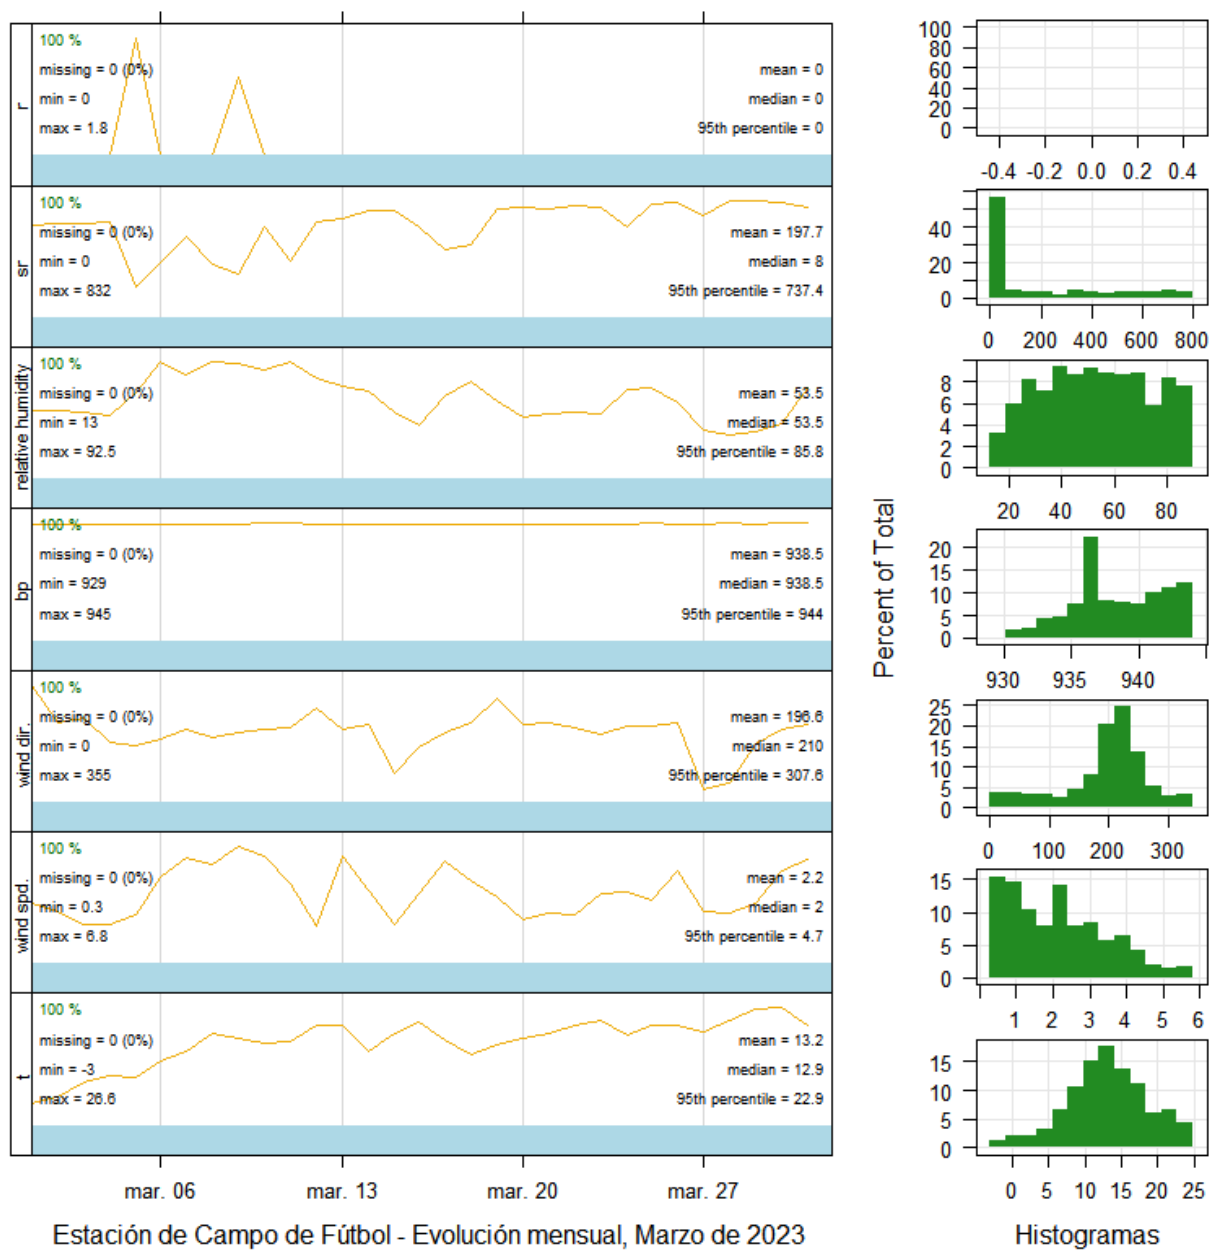 r
100 %
missing = 0 (0%)
min = 0
max = 1.8
mean = 0
median = 0
95th percentile = 0
sr
100 %
missing = 0 (0%)
min = 0
max = 832
mean = 197.7
median = 8
95th percentile = 737.4
relative humidity
100 %
missing = 0 (0%)
min = 13
max = 92.5
mean = 53.5
median = 53.5
95th percentile = 85.8
bp
100 %
missing = 0 (0%)
min = 929
max = 945
mean = 938.5
median = 938.5
95th percentile = 944
wind dir.
100 %
missing = 0 (0%)
min = 0
max = 355
mean = 196.6
median = 210
95th percentile = 307.6
wind spd.
100 %
missing = 0 (0%)
min = 0.3
max = 6.8
mean = 2.2
median = 2
95th percentile = 4.7
t
100 %
missing = 0 (0%)
min = -3
max = 26.6
mean = 13.2
median = 12.9
95th percentile = 22.9
mar. 06 mar. 13 mar. 20 mar. 27
Estación de Campo de Fútbol - Evolución mensual, Marzo de 2023
Percent of Total
100
80
60
40
20
0
-0.4 -0.2 0.0 0.2 0.4
40
20
0
0 200 400 600 800
8
6
4
2
0
20 40 60 80
20
15
10
5
0
930 935 940
25
20
15
10
5
0
0 100 200 300
15
10
5
0
1 2 3 4 5 6
15
10
5
0
0 5 10 15 20 25
Histogramas